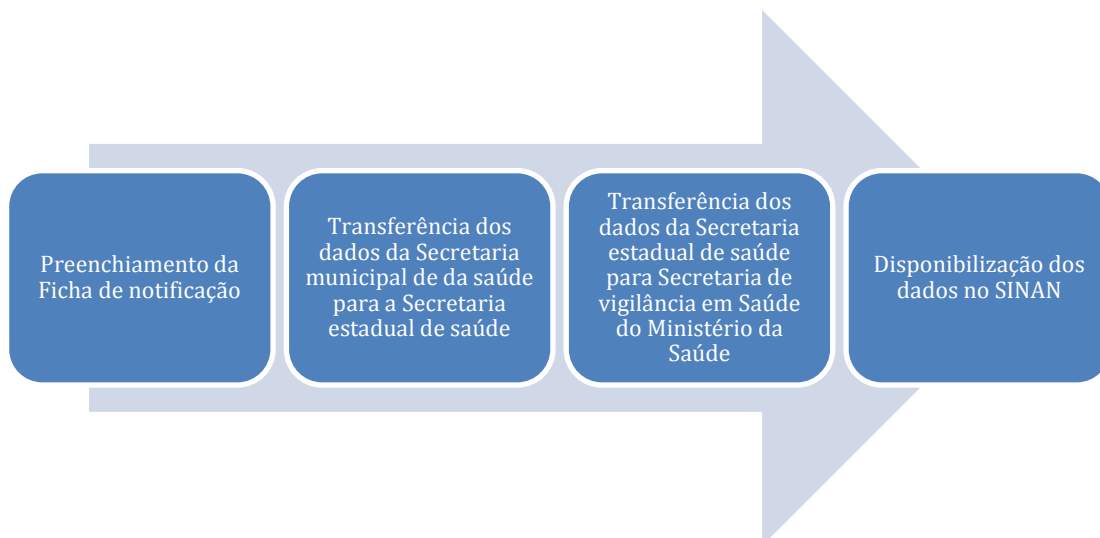 Preenchiamento da
Ficha de notificação
Transferência dos
dados da Secretaria
municipal de da saúde
para a Secretaria
estadual de saúde
Transferência dos
dados da Secretaria
estadual de saúde
para Secretaria de
vigilância em Saúde
do Ministério da
Saúde
Disponibilização dos
dados no SINAN